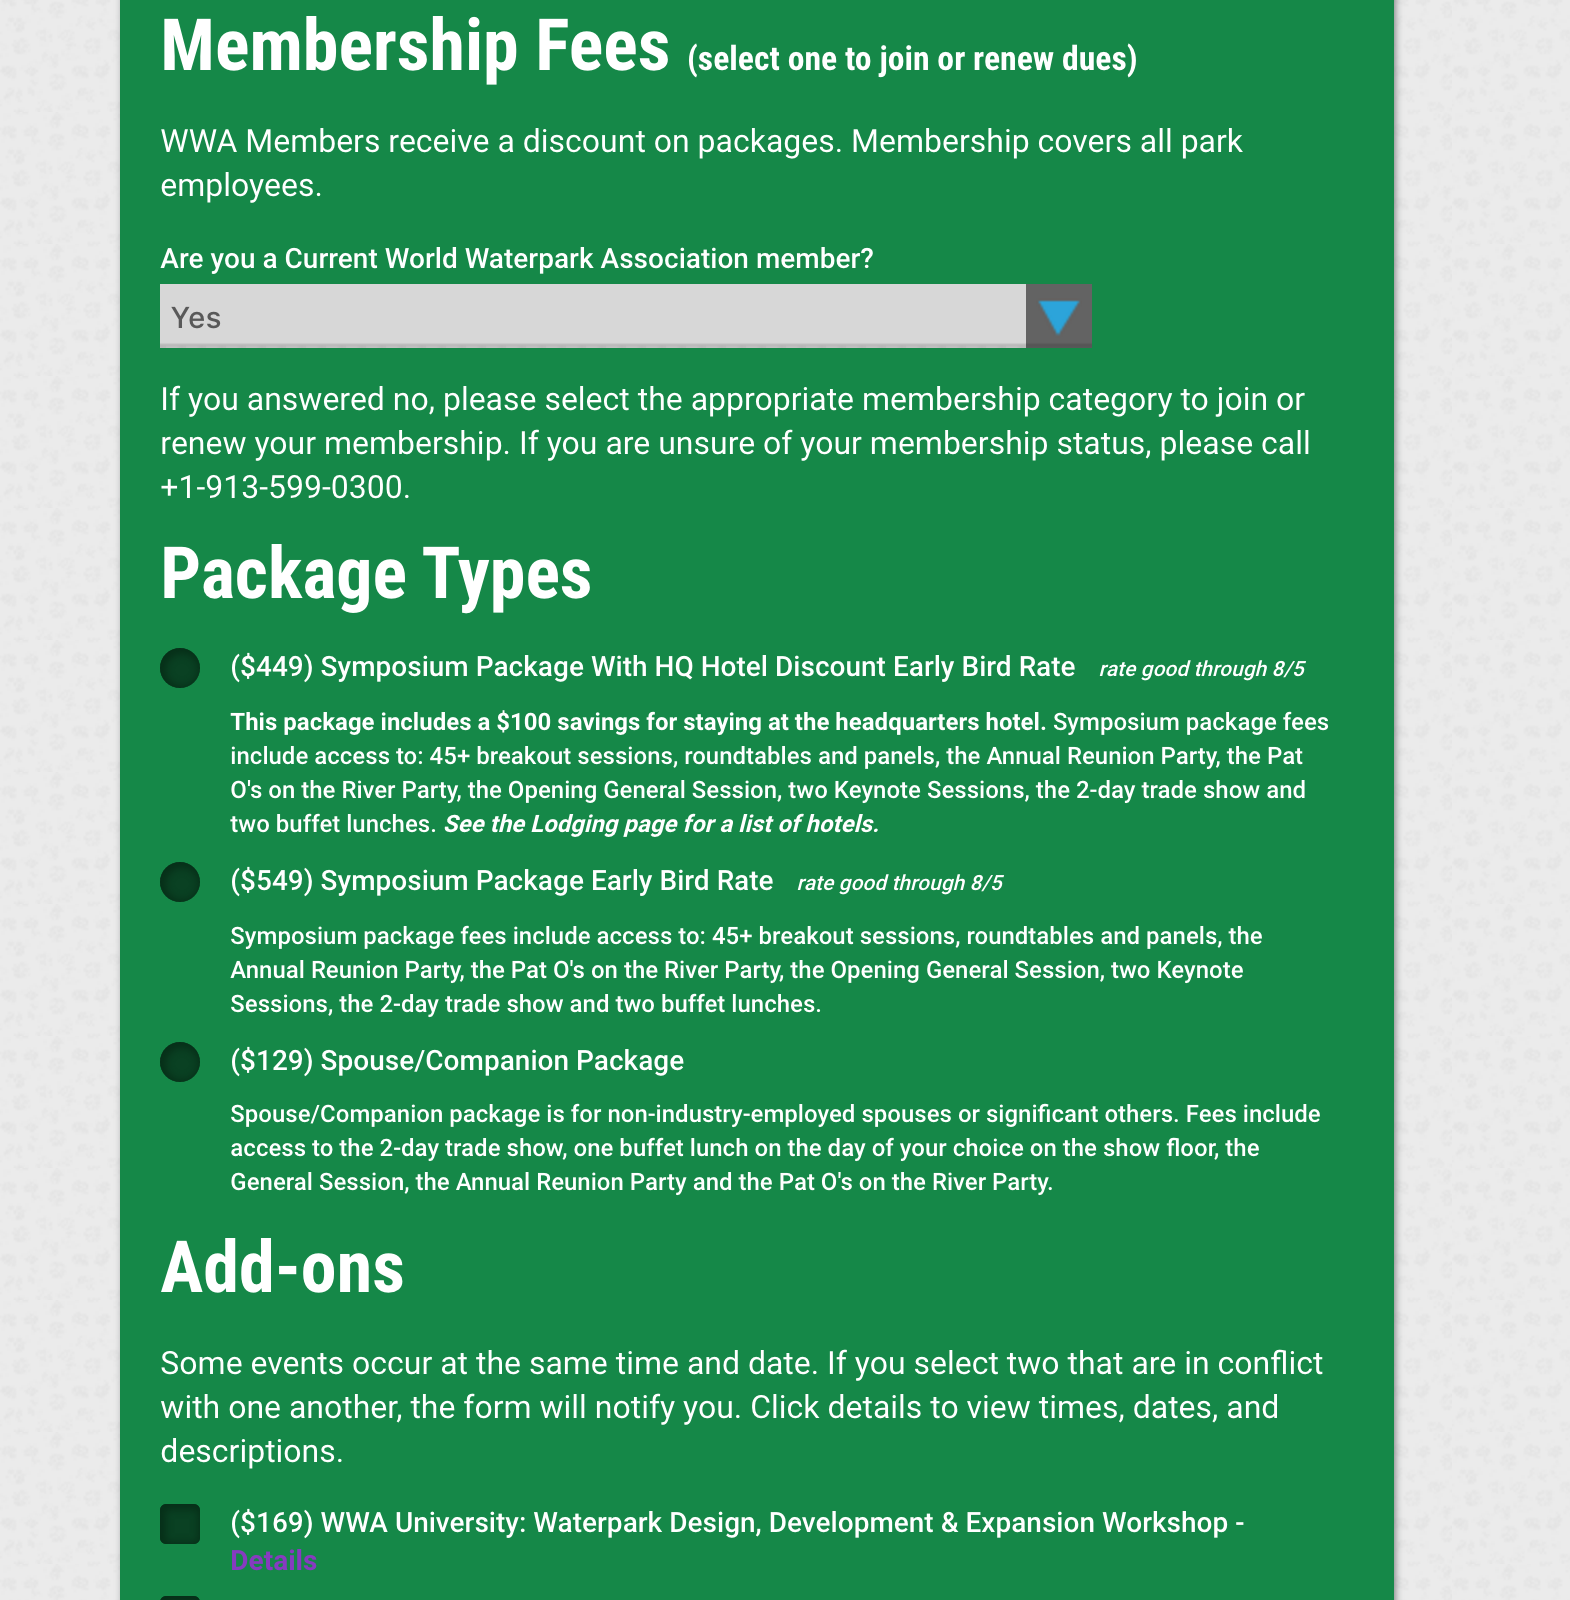 Membership Fees (select one to join or renew dues)
WWA Members receive a discount on packages. Membership covers all park
employees.
Are you a Current World Waterpark Association member?
Yes
If you answered no, please select the appropriate membership category to join or
renew your membership. If you are unsure of your membership status, please call
+1-913-599-0300.
Package Types
($449) Symposium Package With HQ Hotel Discount Early Bird Rate rate good through 8/5
This package includes a $100 savings for staying at the headquarters hotel. Symposium package fees
include access to: 45+ breakout sessions, roundtables and panels, the Annual Reunion Party, the Pat
O's on the River Party, the Opening General Session, two Keynote Sessions, the 2-day trade show and
two buffet lunches. See the Lodging page for a list of hotels.
($549) Symposium Package Early Bird Rate rate good through 8/5
Symposium package fees include access to: 45+ breakout sessions, roundtables and panels, the
Annual Reunion Party, the Pat O's on the River Party, the Opening General Session, two Keynote
Sessions, the 2-day trade show and two buffet lunches.
($129) Spouse/Companion Package
Spouse/Companion package is for non-industry-employed spouses or significant others. Fees include
access to the 2-day trade show, one buffet lunch on the day of your choice on the show floor, the
General Session, the Annual Reunion Party and the Pat O's on the River Party.
Add-ons
Some events occur at the same time and date. If you select two that are in conflict
with one another, the form will notify you. Click details to view times, dates, and
descriptions.
($169) WWA University: Waterpark Design, Development & Expansion Workshop -
Details